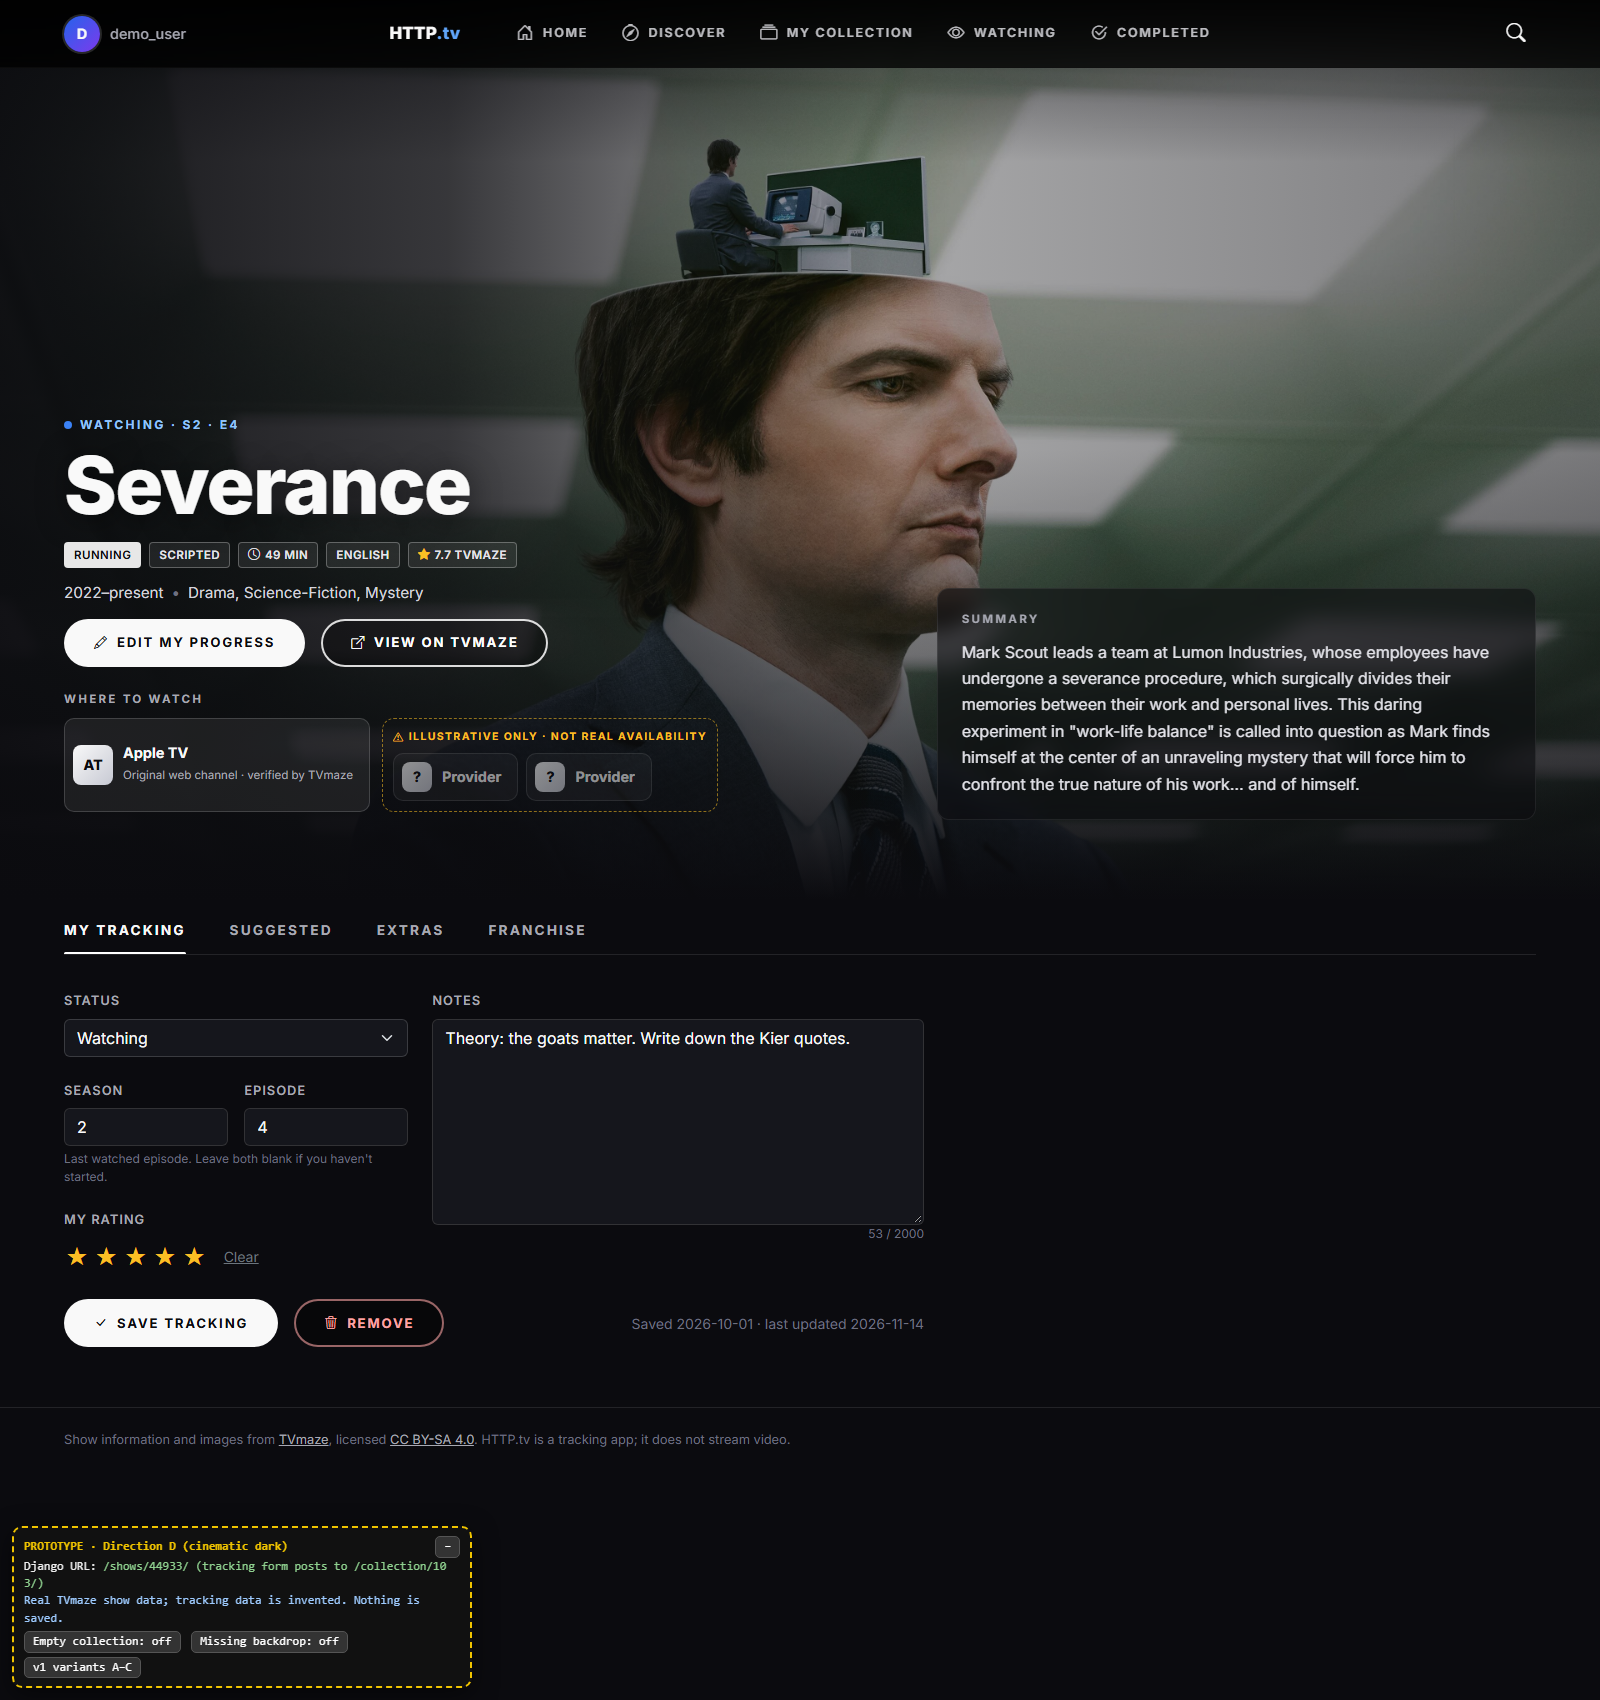 D demo_user
HTTP.tv
HOME
DISCOVER
MY COLLECTION
WATCHING
COMPLETED
WATCHING · S2 · E4
Severance
RUNNING
SCRIPTED
49 MIN
ENGLISH
7.7 TVMAZE
2022–present • Drama, Science-Fiction, Mystery
EDIT MY PROGRESS
VIEW ON TVMAZE
WHERE TO WATCH
AT
Apple TV
Original web channel · verified by TVmaze
ILLUSTRATIVE ONLY · NOT REAL AVAILABILITY
? Provider
? Provider
SUMMARY
Mark Scout leads a team at Lumon Industries, whose employees have
undergone a severance procedure, which surgically divides their
memories between their work and personal lives. This daring
experiment in "work-life balance" is called into question as Mark finds
himself at the center of an unraveling mystery that will force him to
confront the true nature of his work... and of himself.
MY TRACKING
SUGGESTED
EXTRAS
FRANCHISE
STATUS
Watching
SEASON
EPISODE
2
4
Last watched episode. Leave both blank if you haven't
started.
MY RATING
Clear
NOTES
Theory: the goats matter. Write down the Kier quotes.
53 / 2000
SAVE TRACKING
REMOVE
Saved 2026-10-01 · last updated 2026-11-14
Show information and images from TVmaze, licensed CC BY-SA 4.0. HTTP.tv is a tracking app; it does not stream video.
PROTOTYPE · Direction D (cinematic dark)
−
Django URL: /shows/44933/ (tracking form posts to /collection/10
3/)
Real TVmaze show data; tracking data is invented. Nothing is
saved.
Empty collection: off
Missing backdrop: off
v1 variants A–C